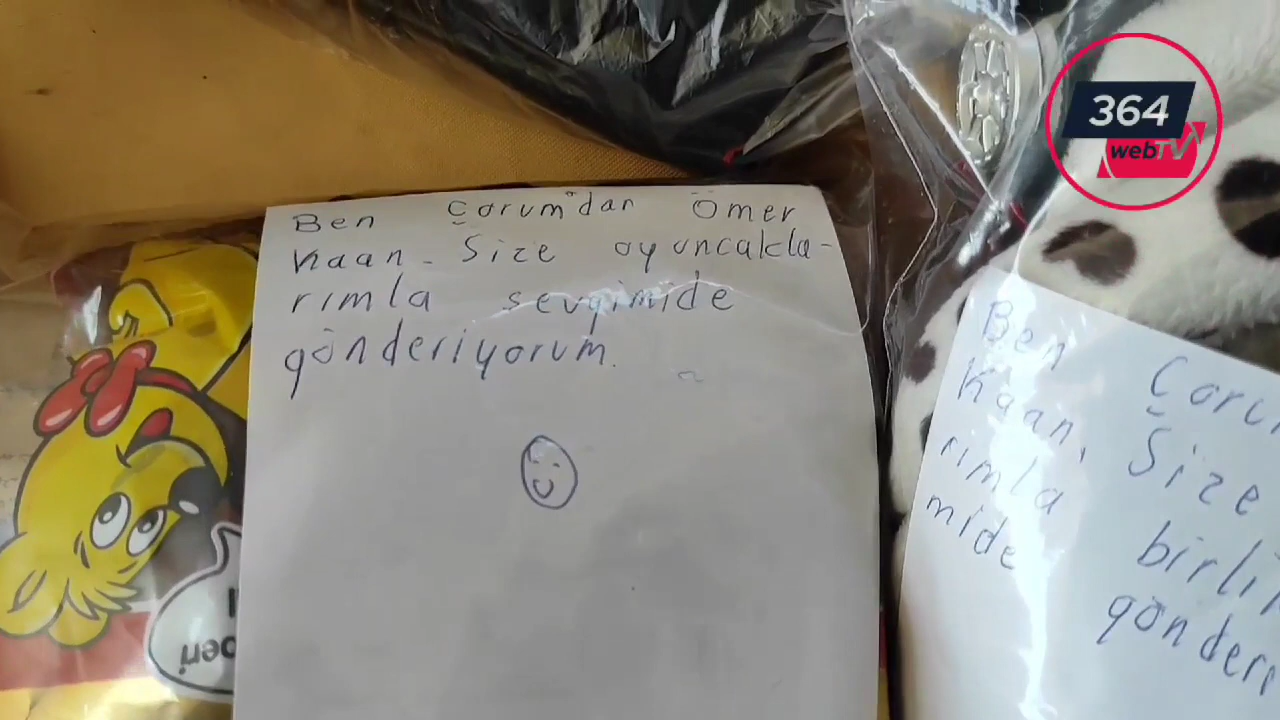 364
webTV
Ben Çorum'dan Ömer
Kaan. Size oyuncakla-
rımla sevgimide
gönderiyorum.
Ben Çoru
Kaan. Size
rımla birli
mide gönderi